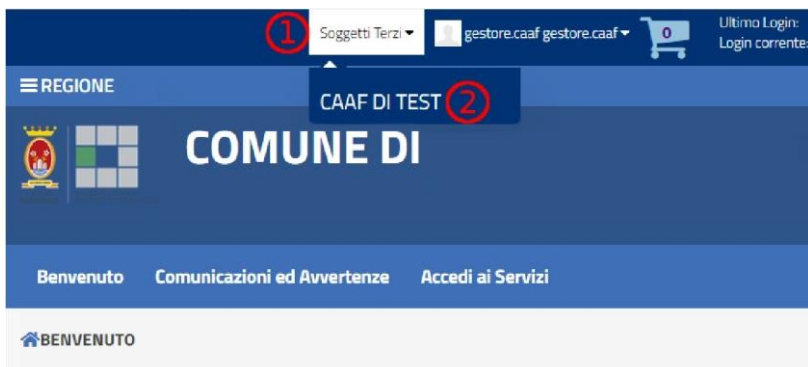 ① Soggetti Terzi gestore.caaf gestore.caaf 0 Ultimo Login:
Login corrente:
REGIONE
CAAF DI TEST ②
COMUNE DI
Benvenuto Comunicazioni ed Avvertenze Accedi ai Servizi
BENVENUTO